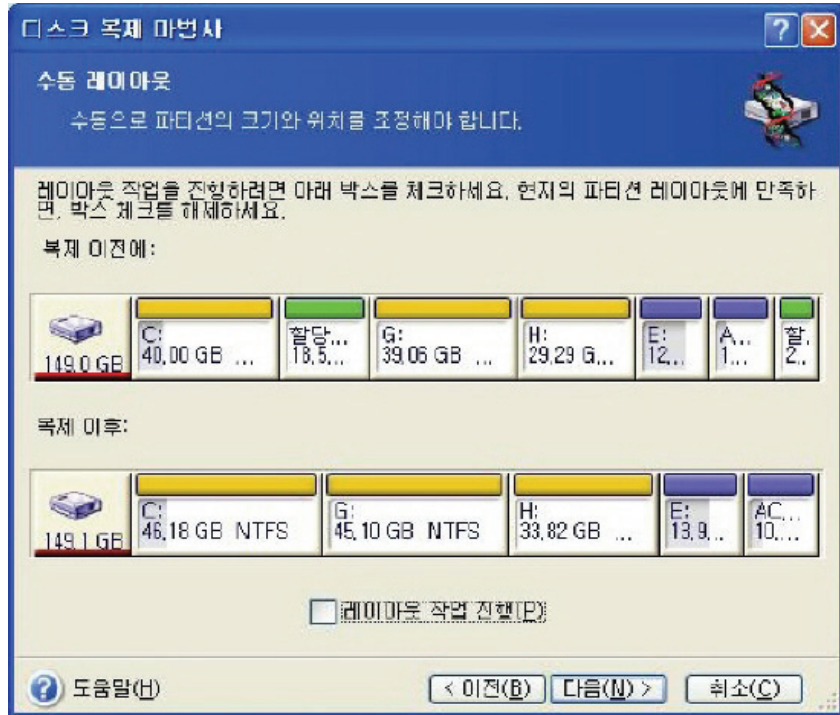 디스크 복제 마법사
수동 레이아웃
수동으로 파티션의 크기와 위치를 조정해야 합니다.
레이아웃 작업을 진행하려면 아래 박스를 체크하세요. 현재의 파티션 레이아웃에 만족하
면, 박스 체크를 해제하세요.
복제 이전에:
149.0 GB
C:
40.00 GB ...
할당...
18.5...
G:
39.06 GB ...
H:
29.29 G...
E:
12...
A...
1...
할.
2..
복제 이후:
149.1 GB
C:
46.18 GB NTFS
G:
45.10 GB NTFS
H:
33.82 GB ...
E:
13.9...
AC...
10....
레이아웃 작업 진행(P)
도움말(H)
< 이전(B) 다음(N) > 취소(C)